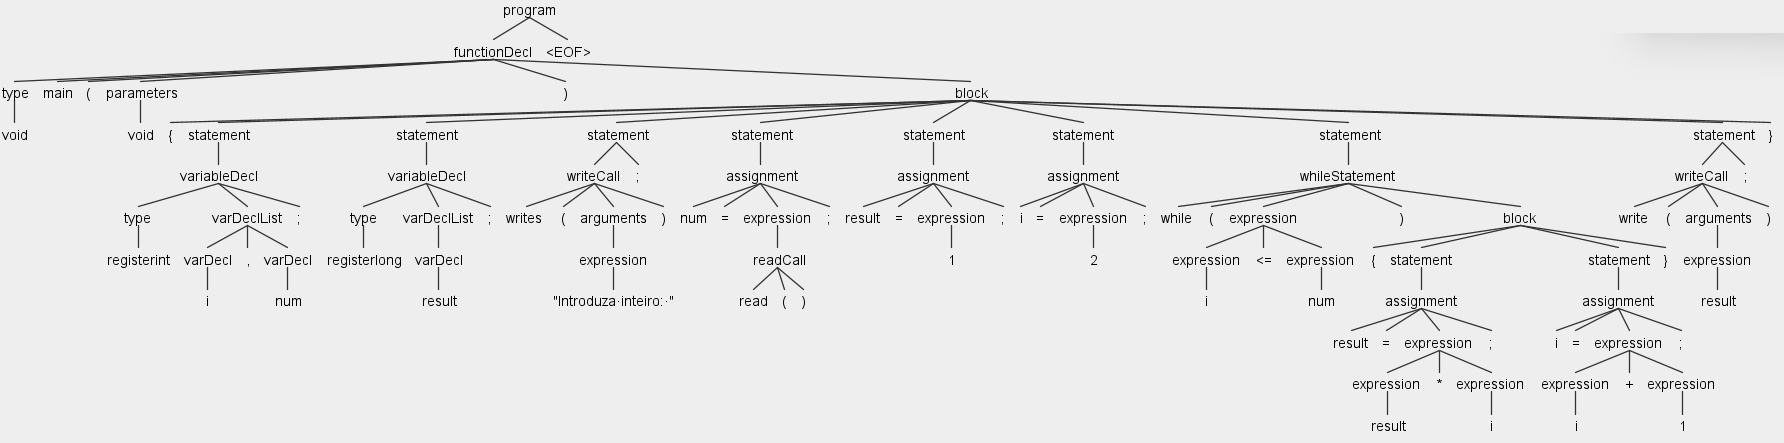 program
functionDecl <EOF>
type main ( parameters ) block
void void { statement statement statement statement statement statement statement statement }
variableDecl variableDecl writeCall ; assignment assignment assignment whileStatement writeCall ;
type varDeclList ; type varDeclList ; writes ( arguments ) num = expression ; result = expression ; i = expression ; while ( expression ) block write ( arguments )
registerint varDecl , varDecl registerlong varDecl expression readCall 1 2 expression <= expression { statement statement } expression
i num result "Introduza·inteiro:·" read ( ) i num assignment assignment result
result = expression ; i = expression ;
expression * expression expression + expression
result i i 1